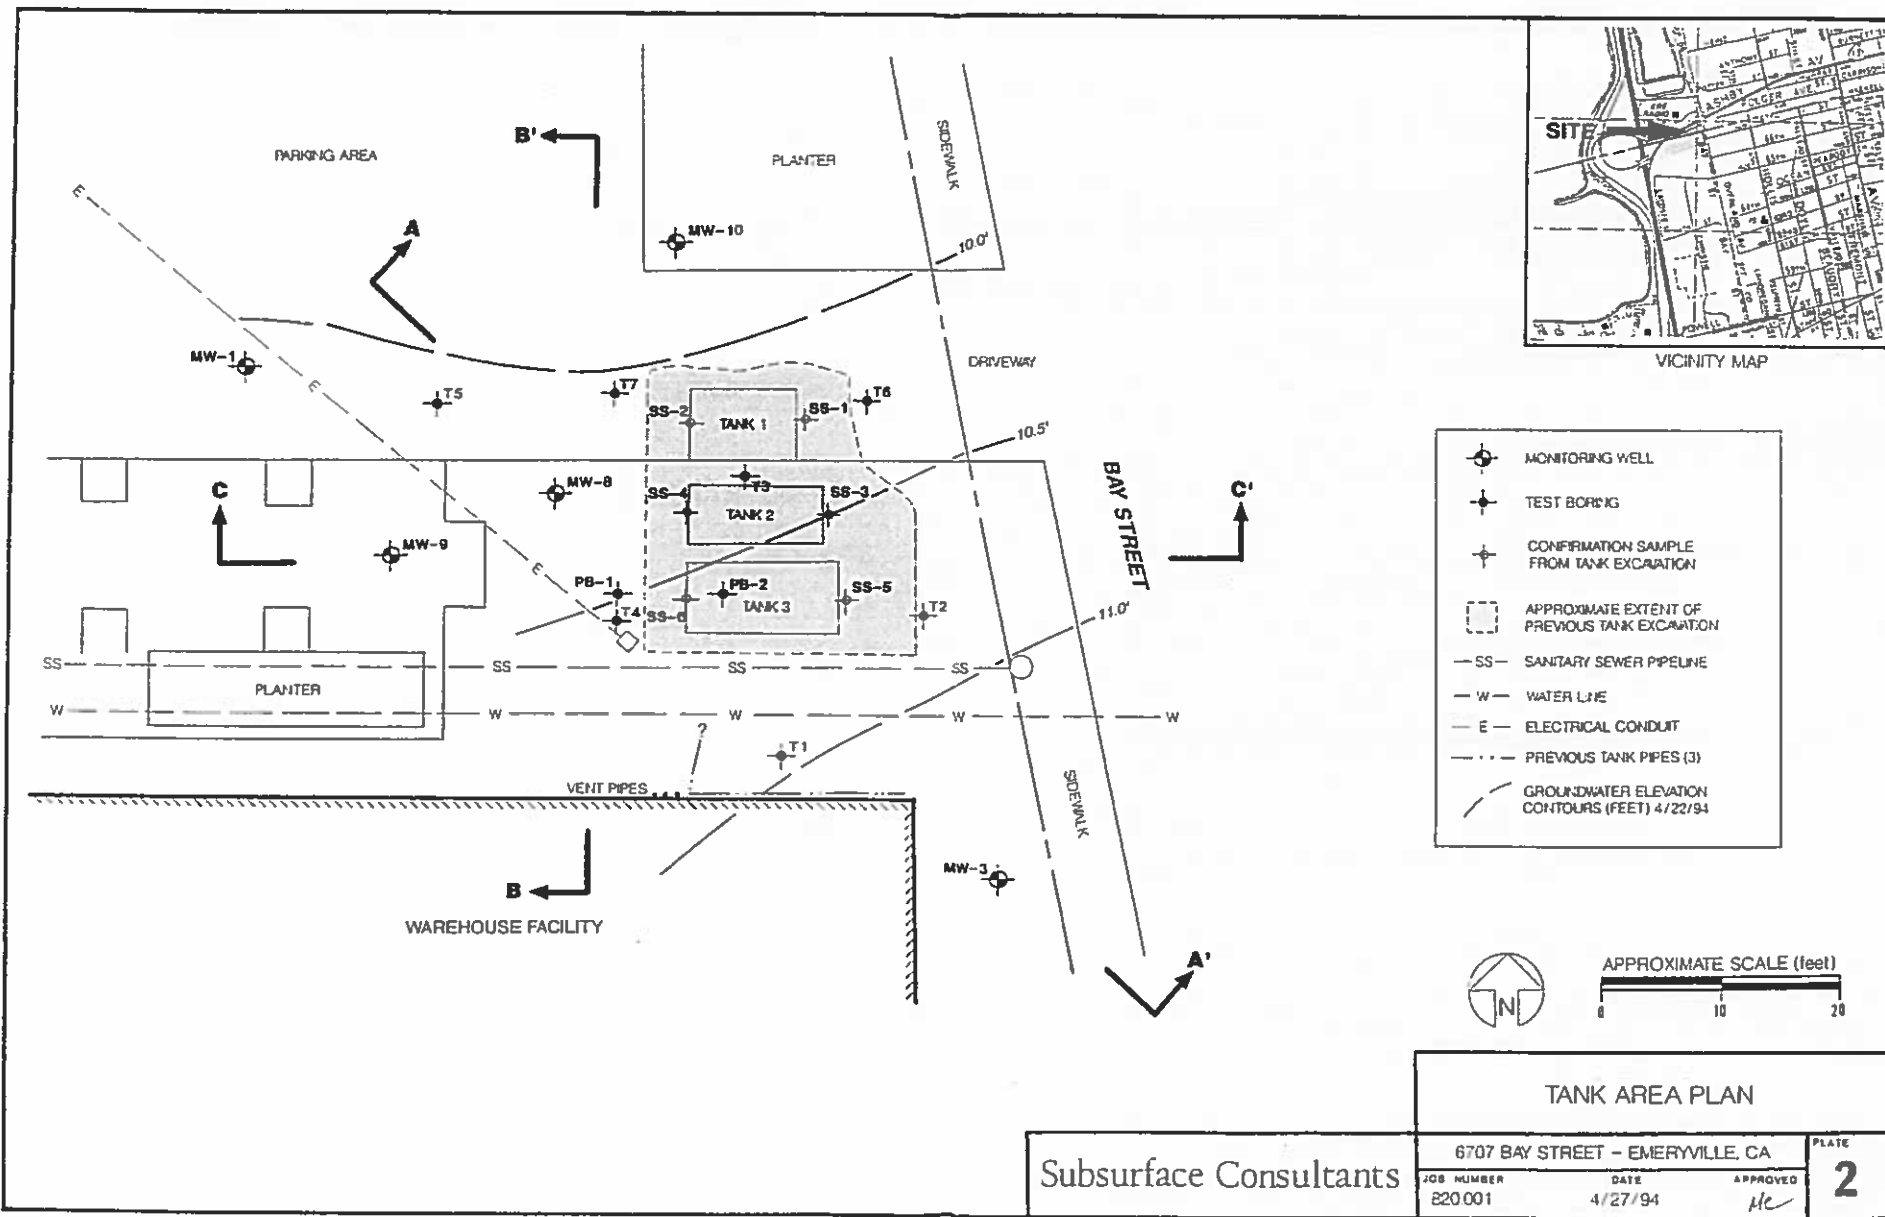 PARKING AREA
B'
PLANTER
SIDEWALK
E
A
MW-10
10.0'
MW-1
E
T5
T7
SS-2
TANK 1
SS-1
T6
DRIVEWAY
10.5'
C
MW-8
T3
SS-4
TANK 2
SS-3
BAY STREET
C'
MW-9
E
PB-1
T4
PB-2
TANK 3
SS-5
SS-6
T2
11.0'
SS
SS
SS
SS
PLANTER
W
W
W
W
W
?
T1
VENT PIPES
SIDEWALK
B
MW-3
WAREHOUSE FACILITY
A'
SITE
ASHBY
FOLGER
AV
POWELL
VICINITY MAP
MONITORING WELL
TEST BORING
CONFIRMATION SAMPLE
FROM TANK EXCAVATION
APPROXIMATE EXTENT OF
PREVIOUS TANK EXCAVATION
SS SANITARY SEWER PIPELINE
W WATER LINE
E ELECTRICAL CONDUIT
PREVIOUS TANK PIPES (3)
GROUNDWATER ELEVATION
CONTOURS (FEET) 4/22/94
N
APPROXIMATE SCALE (feet)
0 10 20
TANK AREA PLAN
Subsurface Consultants
6707 BAY STREET - EMERYVILLE, CA
JOB NUMBER
820.001
DATE
4/27/94
APPROVED
PLATE
2